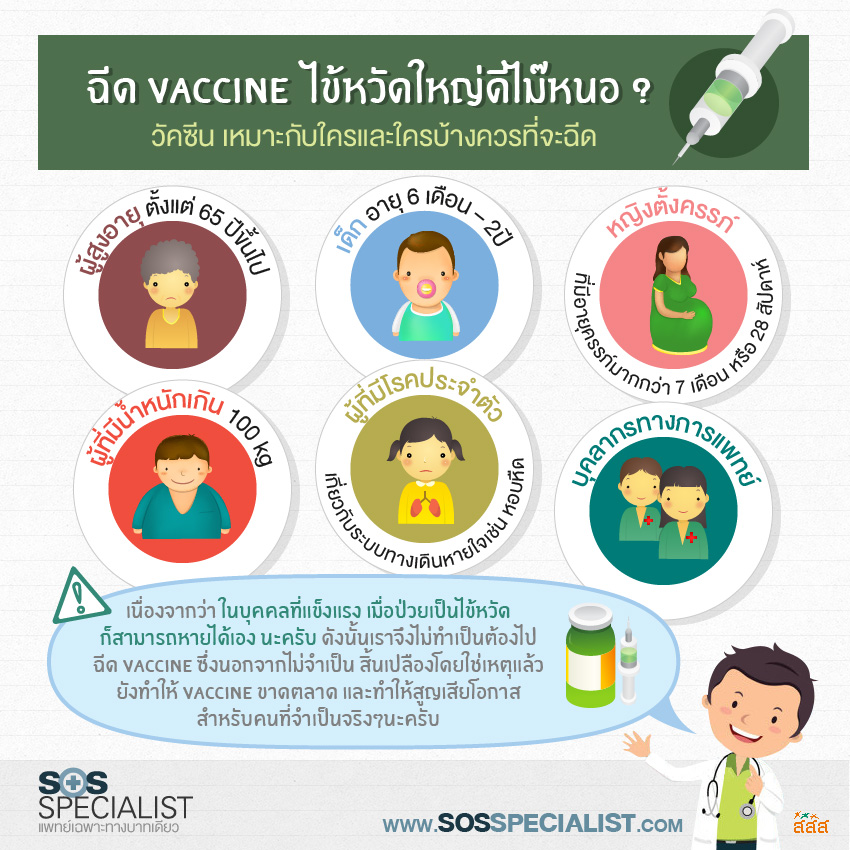 ฉีด VACCINE ไข้หวัดใหญ่ดีไม๊หนอ ?
วัคซีน เหมาะกับใครและใครบ้างควรที่จะฉีด
ผู้สูงอายุ ตั้งแต่ 65 ปีขึ้นไป
เด็ก อายุ 6 เดือน - 2ปี
หญิงตั้งครรภ์
ที่มีอายุครรภ์มากกว่า 7 เดือน หรือ 28 สัปดาห์
ผู้ที่มีน้ำหนักเกิน 100 kg
ผู้ที่มีโรคประจำตัว
เกี่ยวกับระบบทางเดินหายใจเช่น หอบหืด
บุคลากรทางการแพทย์
เนื่องจากว่า ในบุคคลที่แข็งแรง เมื่อป่วยเป็นไข้หวัด
ก็สามารถหายได้เอง นะครับ ดังนั้นเราจึงไม่ทำเป็นต้องไป
ฉีด VACCINE ซึ่งนอกจากไม่จำเป็น สิ้นเปลืองโดยใช่เหตุแล้ว
ยังทำให้ VACCINE ขาดตลาด และทำให้สูญเสียโอกาส
สำหรับคนที่จำเป็นจริงๆนะครับ
SOS
SPECIALIST
แพทย์เฉพาะทางบาทเดียว
WWW.SOSSPECIALIST.COM
สสส